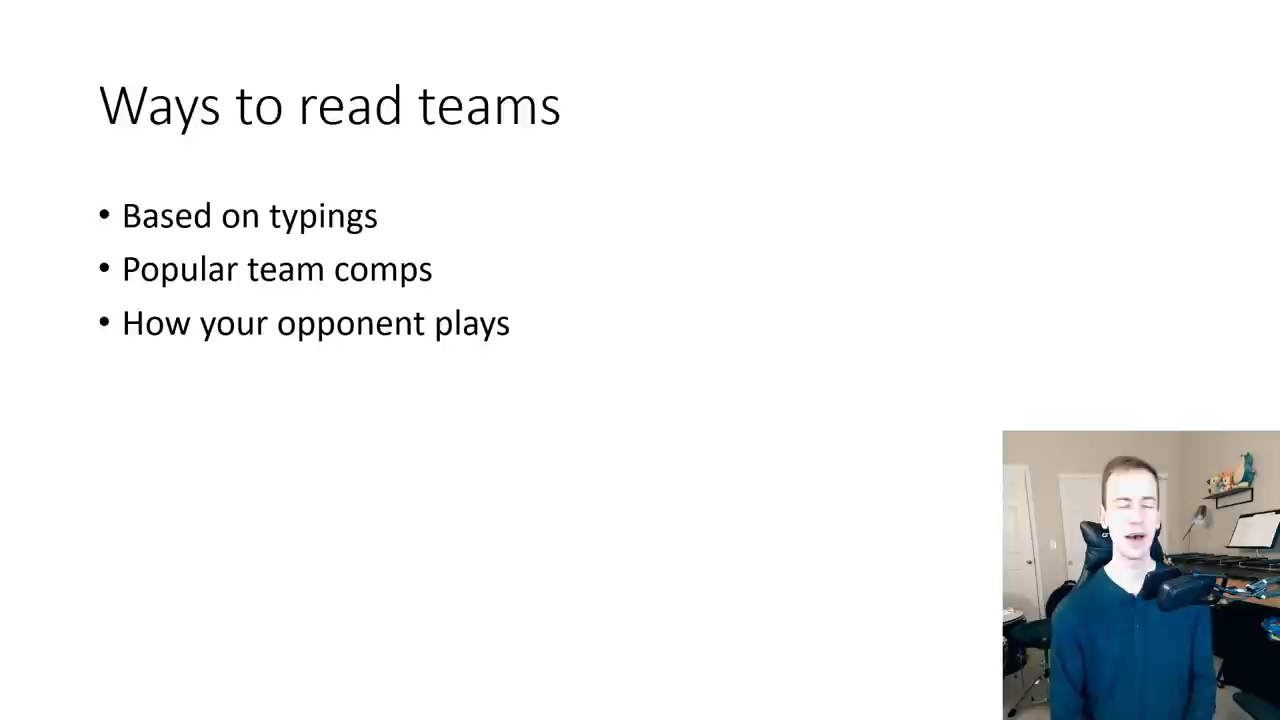 Ways to read teams
• Based on typings
• Popular team comps
• How your opponent plays